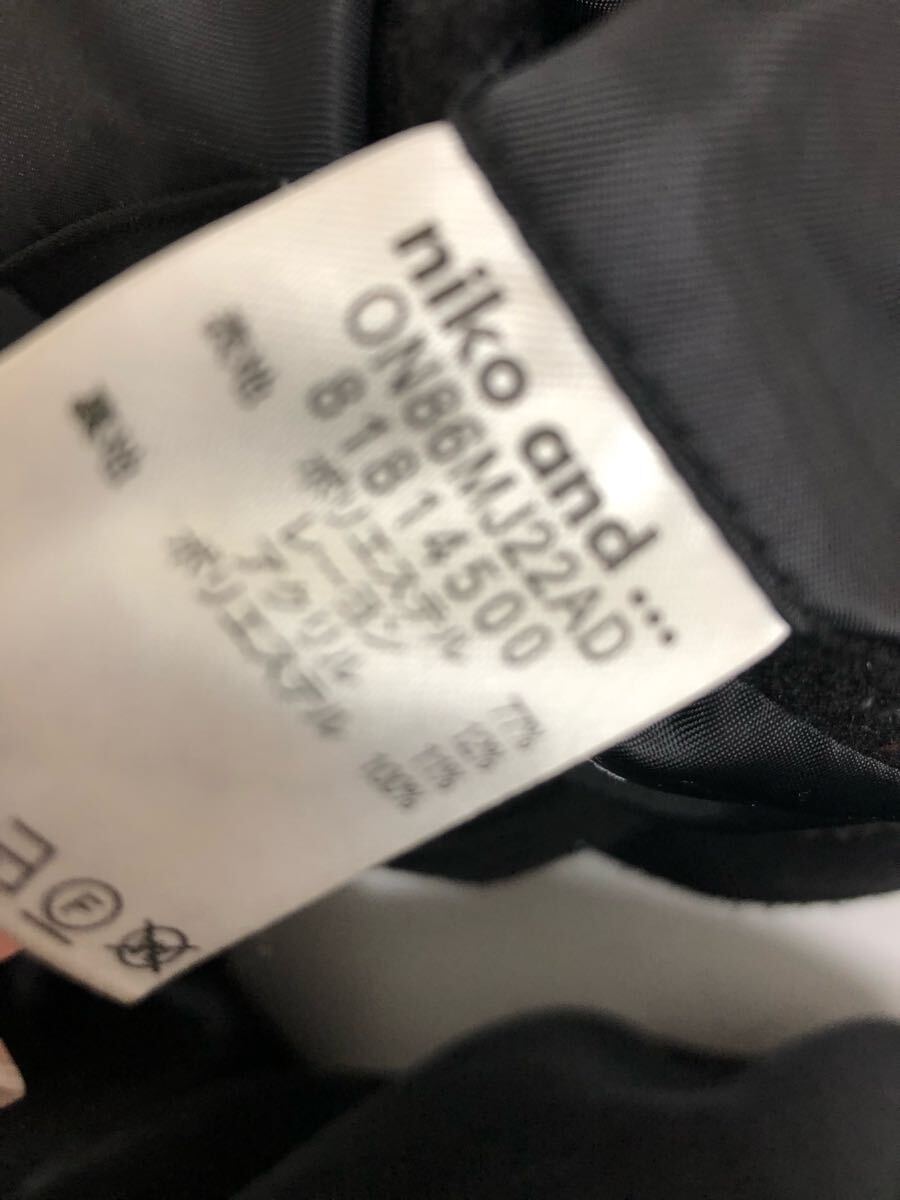 niko and ...
ON86MJ22AD
81814500
表地 ポリエステル 77%
レーヨン 12%
アクリル 11%
裏地 ポリエステル 100%
F